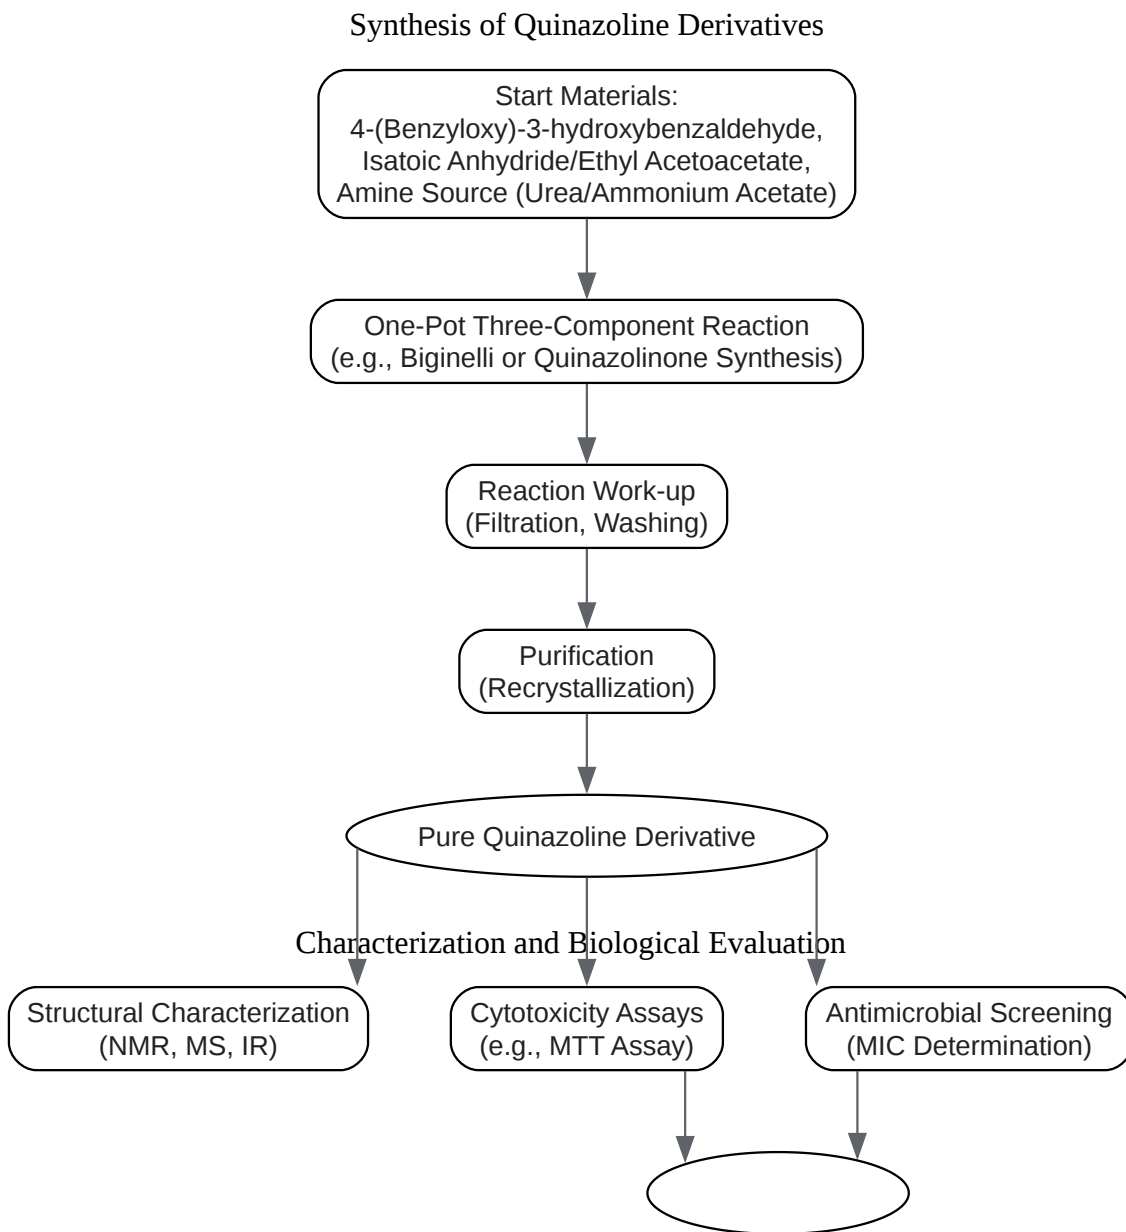 Synthesis of Quinazoline Derivatives
Start Materials:
4-(Benzyloxy)-3-hydroxybenzaldehyde,
Isatoic Anhydride/Ethyl Acetoacetate,
Amine Source (Urea/Ammonium Acetate)
One-Pot Three-Component Reaction
(e.g., Biginelli or Quinazolinone Synthesis)
Reaction Work-up
(Filtration, Washing)
Purification
(Recrystallization)
Pure Quinazoline Derivative
Characterization and Biological Evaluation
Structural Characterization
(NMR, MS, IR)
Cytotoxicity Assays
(e.g., MTT Assay)
Antimicrobial Screening
(MIC Determination)